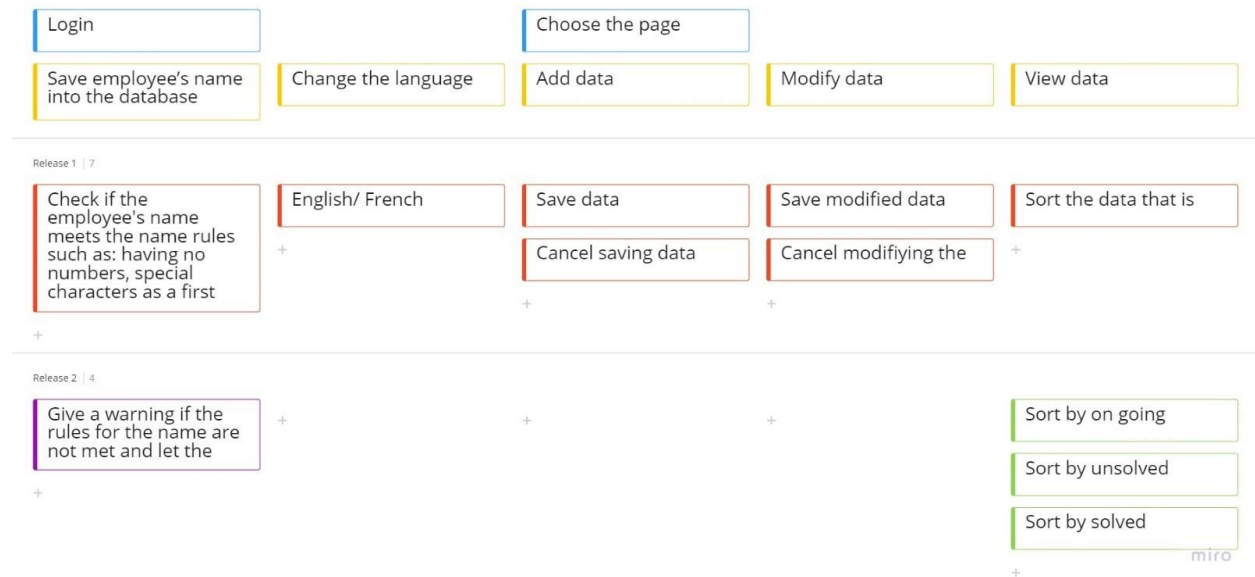 Login
Choose the page
Save employee's name
into the database
Change the language
Add data
Modify data
View data
Release 1 | 7
Check if the
employee's name
meets the name rules
such as: having no
numbers, special
characters as a first
English/ French
Save data
Save modified data
Sort the data that is
Cancel saving data
Cancel modifiying the
Release 2 | 4
Give a warning if the
rules for the name are
not met and let the
Sort by on going
Sort by unsolved
Sort by solved
miro